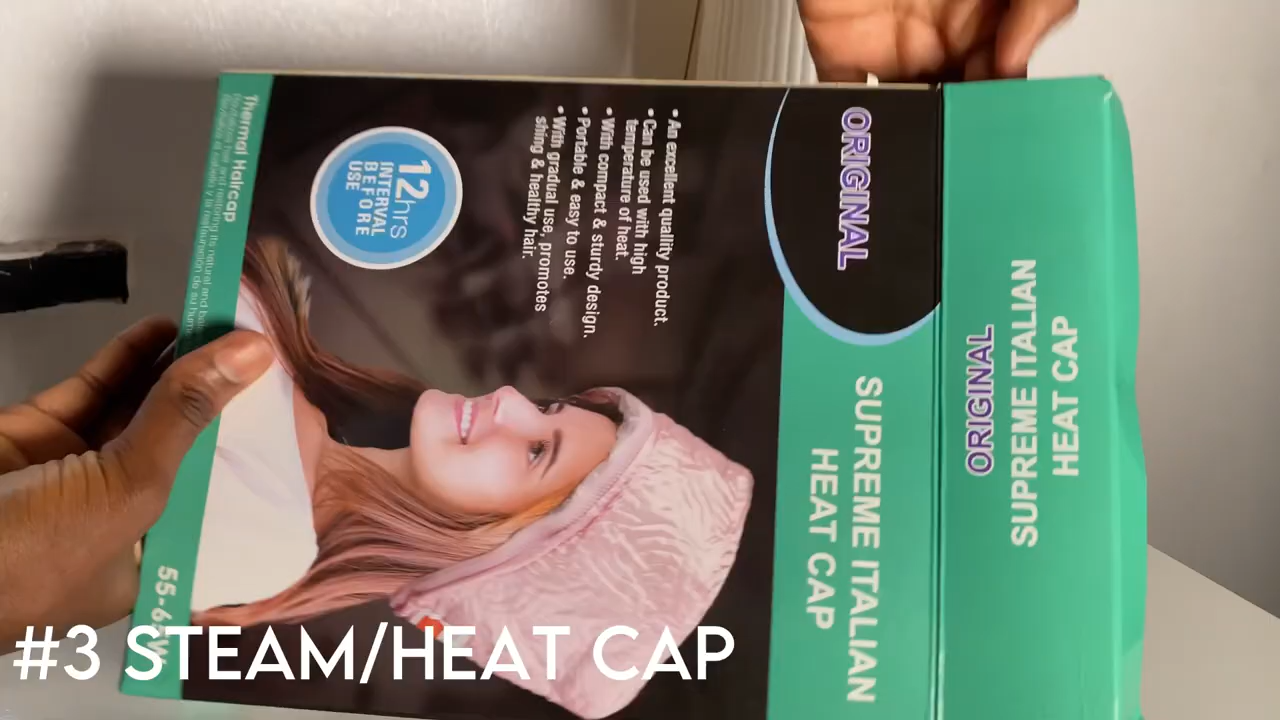 ORIGINAL
SUPREME ITALIAN
HEAT CAP
ORIGINAL
SUPREME ITALIAN
HEAT CAP
• An excellent quallity product.
• Can be used with high
temperature of heat.
• With compact & sturdy design.
• Portable & easy to use.
• With gradual use, promotes
shing & healthy hair.
12hrs
INTERVAL
BEFORE
USE
Thermal Haircap
#3 STEAM/HEAT CAP